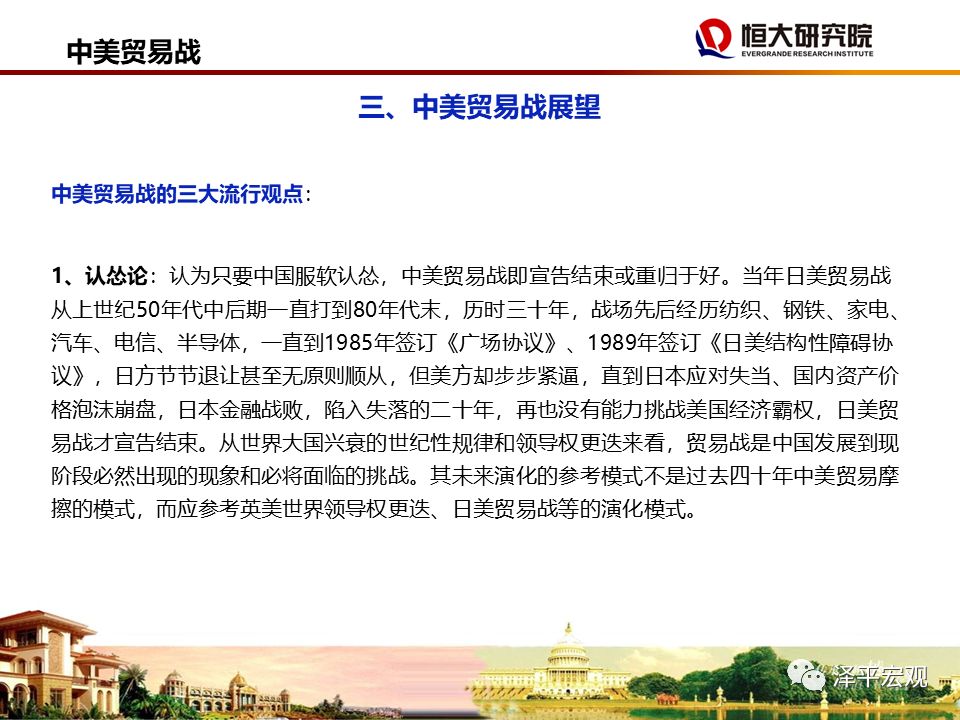 中美贸易战
恒大研究院
EVERGRANDE RESEARCH INSTITUTE
三、中美贸易战展望
中美贸易战的三大流行观点：
1、认怂论：认为只要中国服软认怂，中美贸易战即宣告结束或重归于好。当年日美贸易战
从上世纪50年代中后期一直打到80年代末，历时三十年，战场先后经历纺织、钢铁、家电、
汽车、电信、半导体，一直到1985年签订《广场协议》、1989年签订《日美结构性障碍协
议》，日方节节退让甚至无原则顺从，但美方却步步紧逼，直到日本应对失当、国内资产价
格泡沫崩盘，日本金融战败，陷入失落的二十年，再也没有能力挑战美国经济霸权，日美贸
易战才宣告结束。从世界大国兴衰的世纪性规律和领导权更迭来看，贸易战是中国发展到现
阶段必然出现的现象和必将面临的挑战。其未来演化的参考模式不是过去四十年中美贸易摩
擦的模式，而应参考英美世界领导权更迭、日美贸易战等的演化模式。
泽平宏观